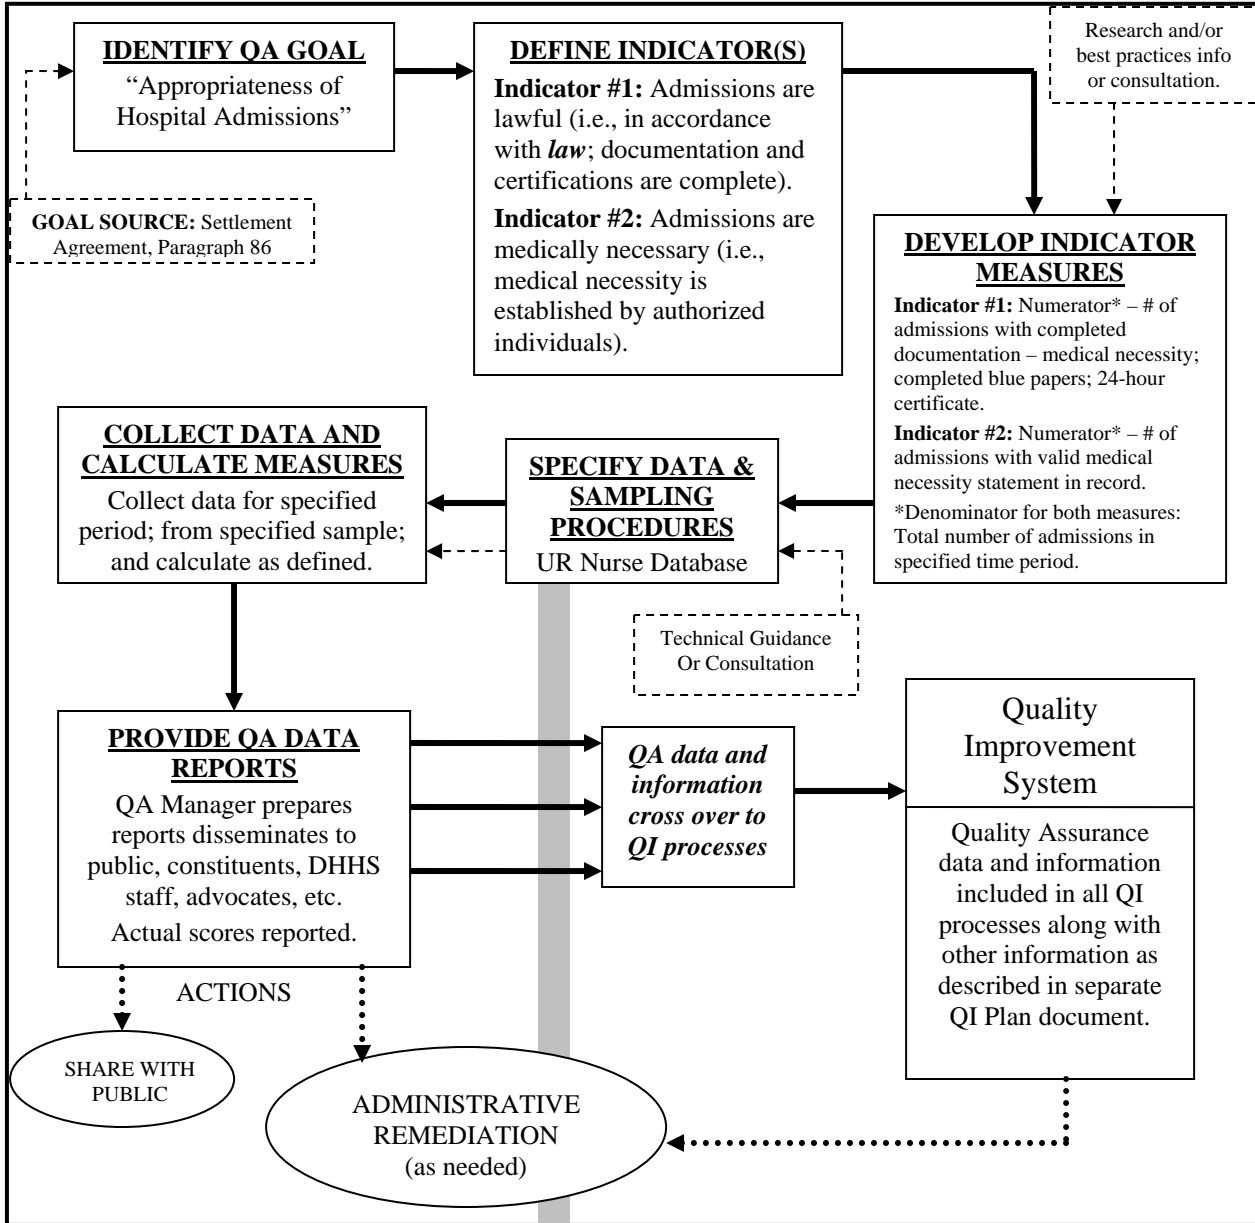 IDENTIFY QA GOAL
“Appropriateness of
Hospital Admissions”
GOAL SOURCE: Settlement
Agreement, Paragraph 86
DEFINE INDICATOR(S)
Indicator #1: Admissions are
lawful (i.e., in accordance
with law; documentation and
certifications are complete).
Indicator #2: Admissions are
medically necessary (i.e.,
medical necessity is
established by authorized
individuals).
Research and/or
best practices info
or consultation.
DEVELOP INDICATOR
MEASURES
Indicator #1: Numerator* – # of
admissions with completed
documentation – medical necessity;
completed blue papers; 24-hour
certificate.
Indicator #2: Numerator* – # of
admissions with valid medical
necessity statement in record.
*Denominator for both measures:
Total number of admissions in
specified time period.
SPECIFY DATA &
SAMPLING
PROCEDURES
UR Nurse Database
Technical Guidance
Or Consultation
COLLECT DATA AND
CALCULATE MEASURES
Collect data for specified
period; from specified sample;
and calculate as defined.
PROVIDE QA DATA
REPORTS
QA Manager prepares
reports disseminates to
public, constituents, DHHS
staff, advocates, etc.
Actual scores reported.
QA data and
information
cross over to
QI processes
Quality
Improvement
System
Quality Assurance
data and information
included in all QI
processes along with
other information as
described in separate
QI Plan document.
ACTIONS
SHARE WITH
PUBLIC
ADMINISTRATIVE
REMEDIATION
(as needed)